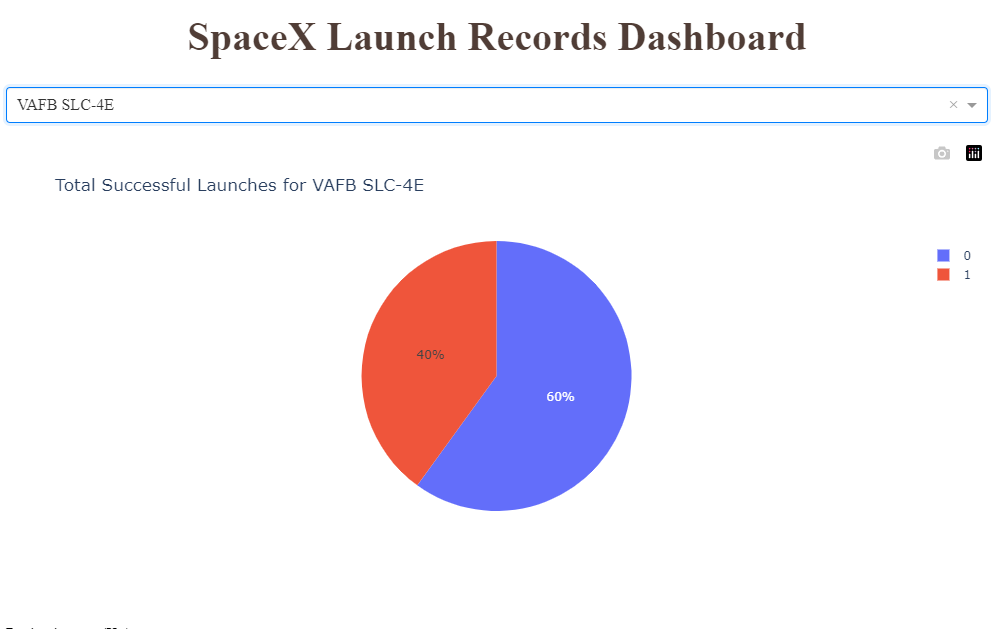 SpaceX Launch Records Dashboard
VAFB SLC-4E
Total Successful Launches for VAFB SLC-4E
0
1
40%
60%